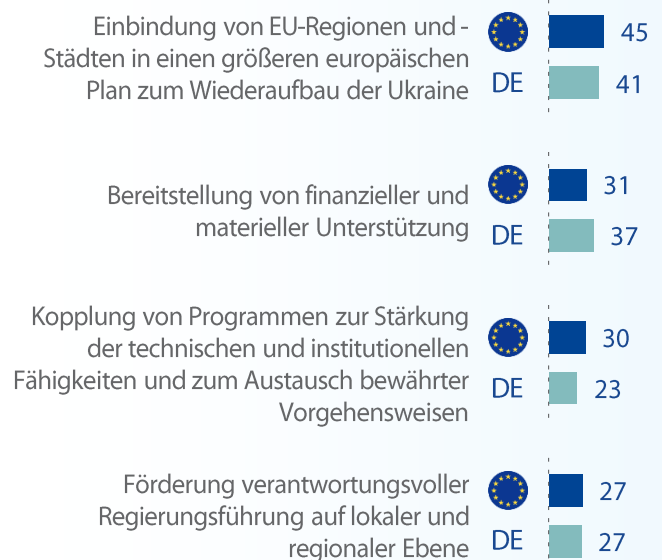 Einbindung von EU-Regionen und -
Städten in einen größeren europäischen
Plan zum Wiederaufbau der Ukraine
45
DE 41
Bereitstellung von finanzieller und
materieller Unterstützung
31
DE 37
Kopplung von Programmen zur Stärkung
der technischen und institutionellen
Fähigkeiten und zum Austausch bewährter
Vorgehensweisen
30
DE 23
Förderung verantwortungsvoller
Regierungsführung auf lokaler und
regionaler Ebene
27
DE 27